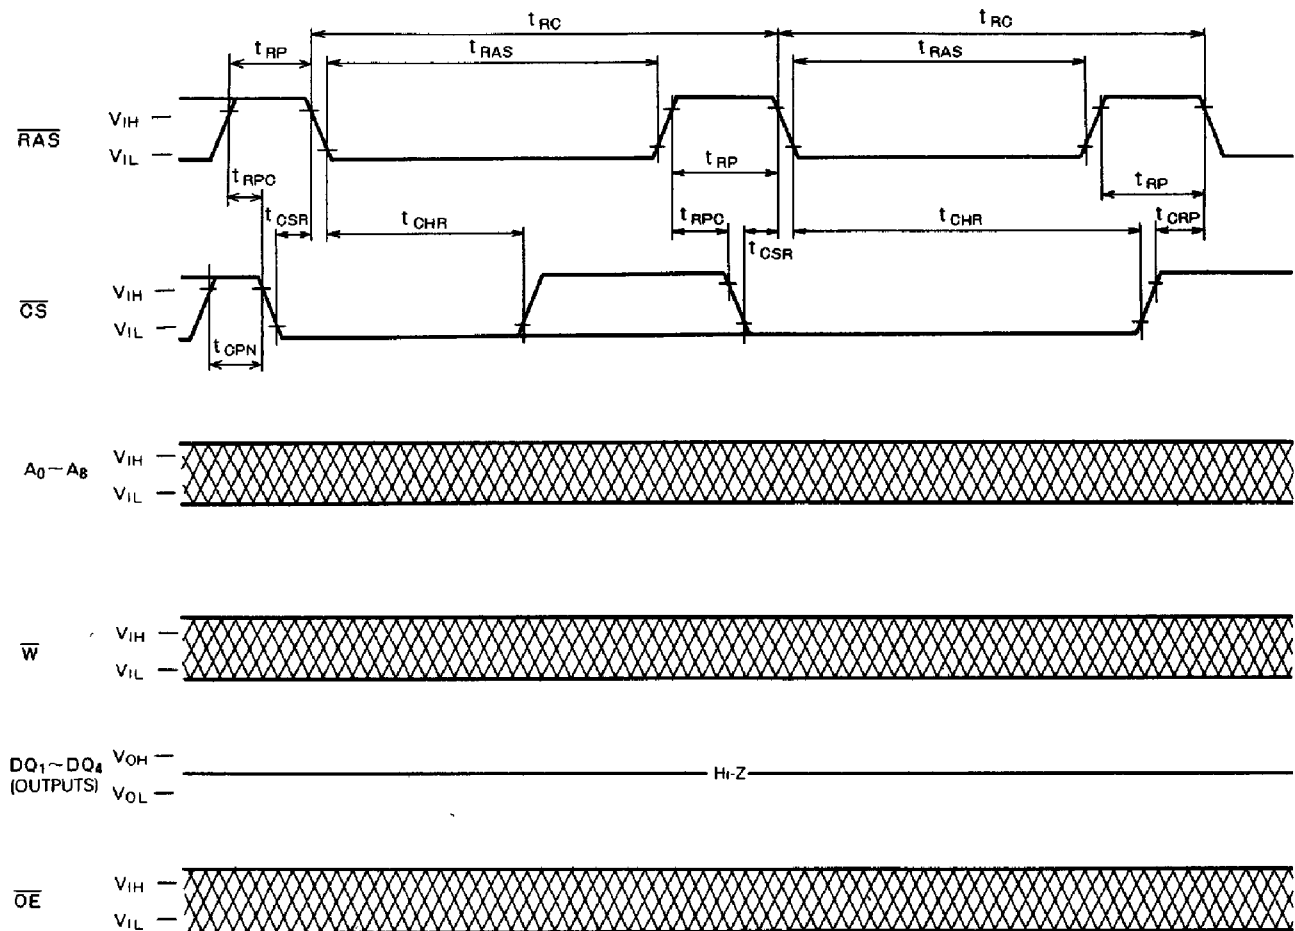 tRC tRC
tRP tRAS tRAS
RAS VIH
VIL
tRP tRP
tRPC tCSR tCHR tRPC tCSR tCHR tCRP
CS VIH
VIL
tCPN
A0~A8 VIH
VIL
W VIH
VIL
DQ1~DQ4 (OUTPUTS) VOH
VOL
Hi-Z
OE VIH
VIL